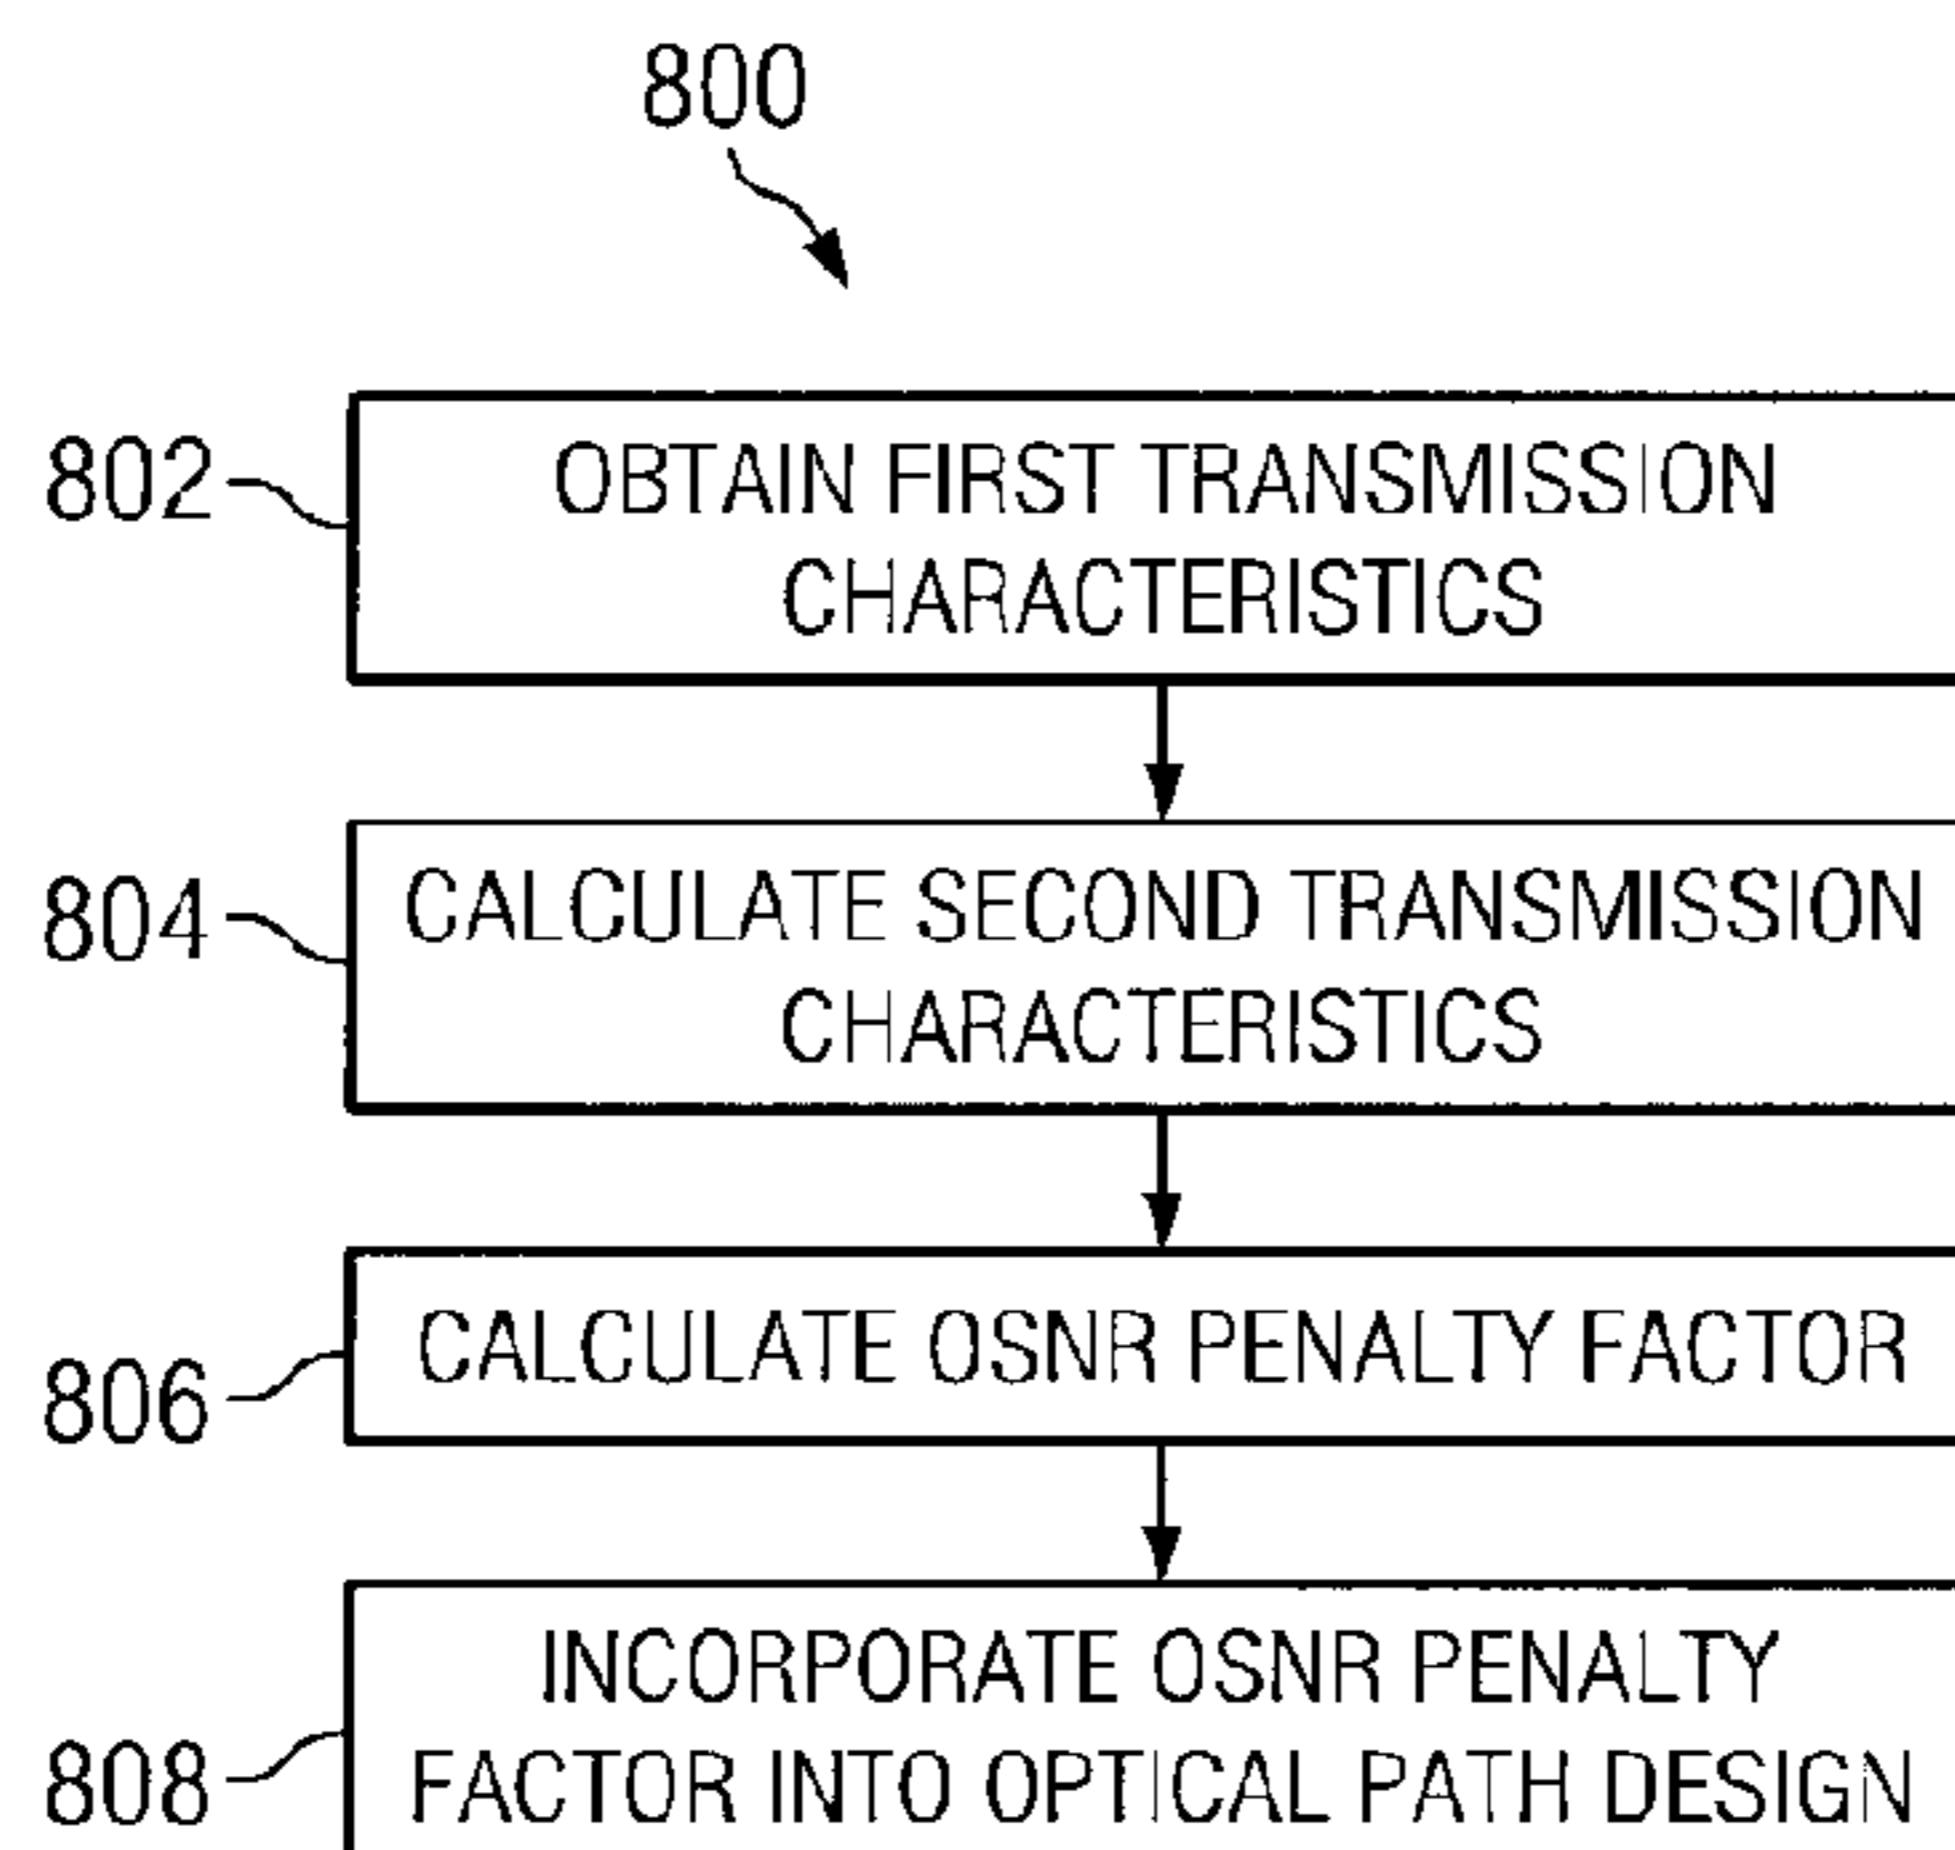 800
802
OBTAIN FIRST TRANSMISSION
CHARACTERISTICS
804
CALCULATE SECOND TRANSMISSION
CHARACTERISTICS
806
CALCULATE OSNR PENALTY FACTOR
808
INCORPORATE OSNR PENALTY
FACTOR INTO OPTICAL PATH DESIGN